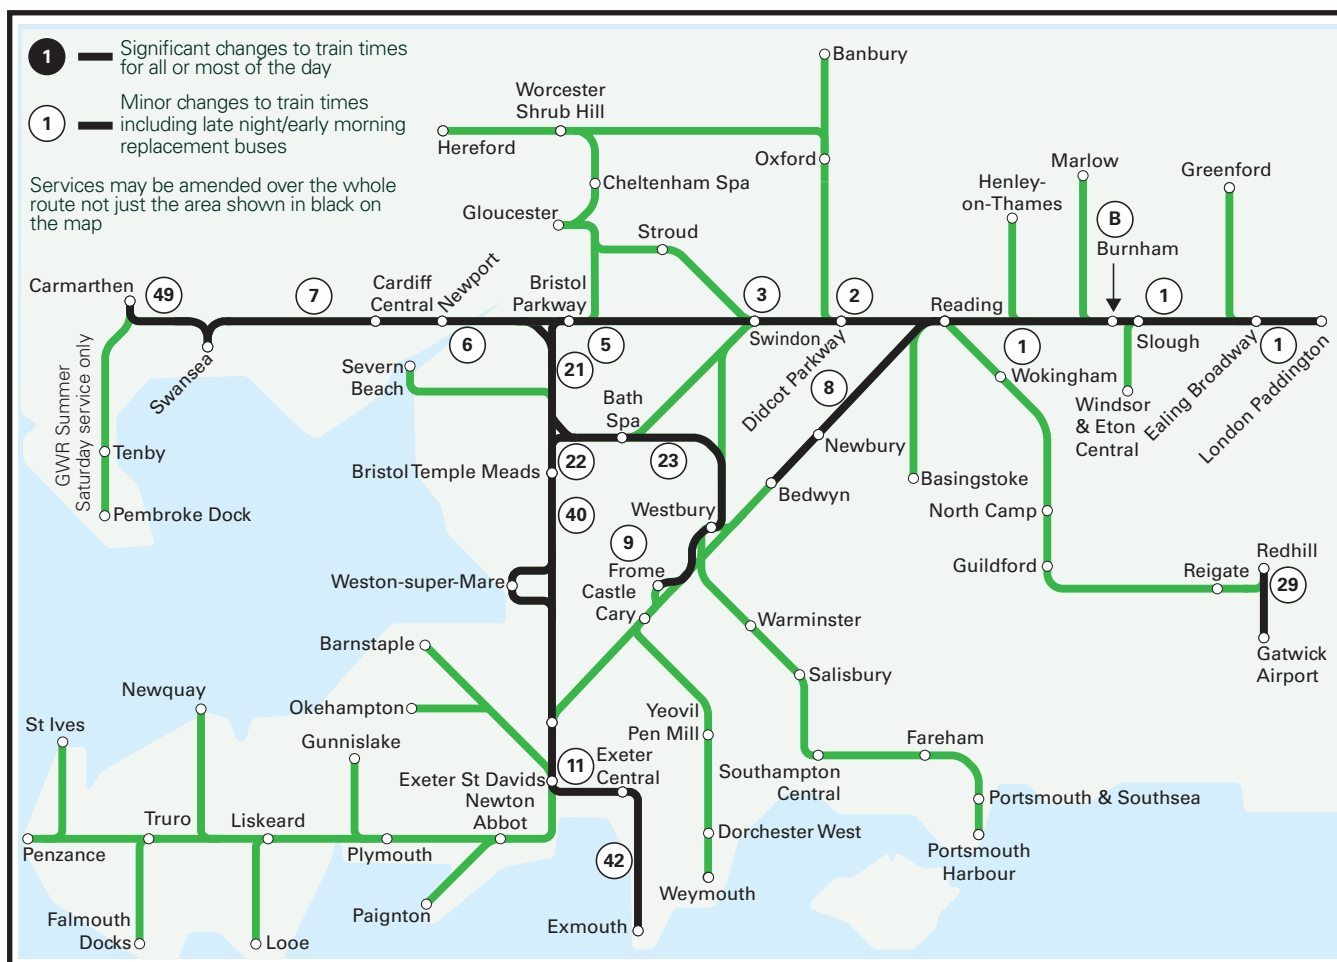 1
Significant changes to train times
for all or most of the day
1
Minor changes to train times
including late night/early morning
replacement buses
Services may be amended over the whole
route not just the area shown in black on
the map
Banbury
Worcester
Shrub Hill
Hereford
Oxford
Cheltenham Spa
Gloucester
Stroud
Marlow
Henley-
on-Thames
Greenford
B
Burnham
Carmarthen
49
7
Cardiff
Central
Newport
Bristol
Parkway
3
2
Reading
1
Swansea
6
5
21
Swindon
Didcot Parkway
8
1
Slough
Ealing Broadway
1
London Paddington
Wokingham
Windsor
& Eton
Central
Severn
Beach
Bath
Spa
GWR Summer
Saturday service only
Tenby
Pembroke Dock
Bristol Temple Meads
22
23
Newbury
Bedwyn
Basingstoke
North Camp
40
Westbury
9
Frome
Castle
Cary
Guildford
Redhill
Reigate
29
Gatwick
Airport
Weston-super-Mare
Warminster
Salisbury
Barnstaple
Newquay
Okehampton
St Ives
Gunnislake
Yeovil
Pen Mill
Fareham
Exeter St Davids
11
Exeter
Central
Southampton
Central
Newton
Abbot
Portsmouth & Southsea
Truro
Liskeard
Penzance
Plymouth
Dorchester West
Portsmouth
Harbour
42
Weymouth
Falmouth
Docks
Looe
Paignton
Exmouth